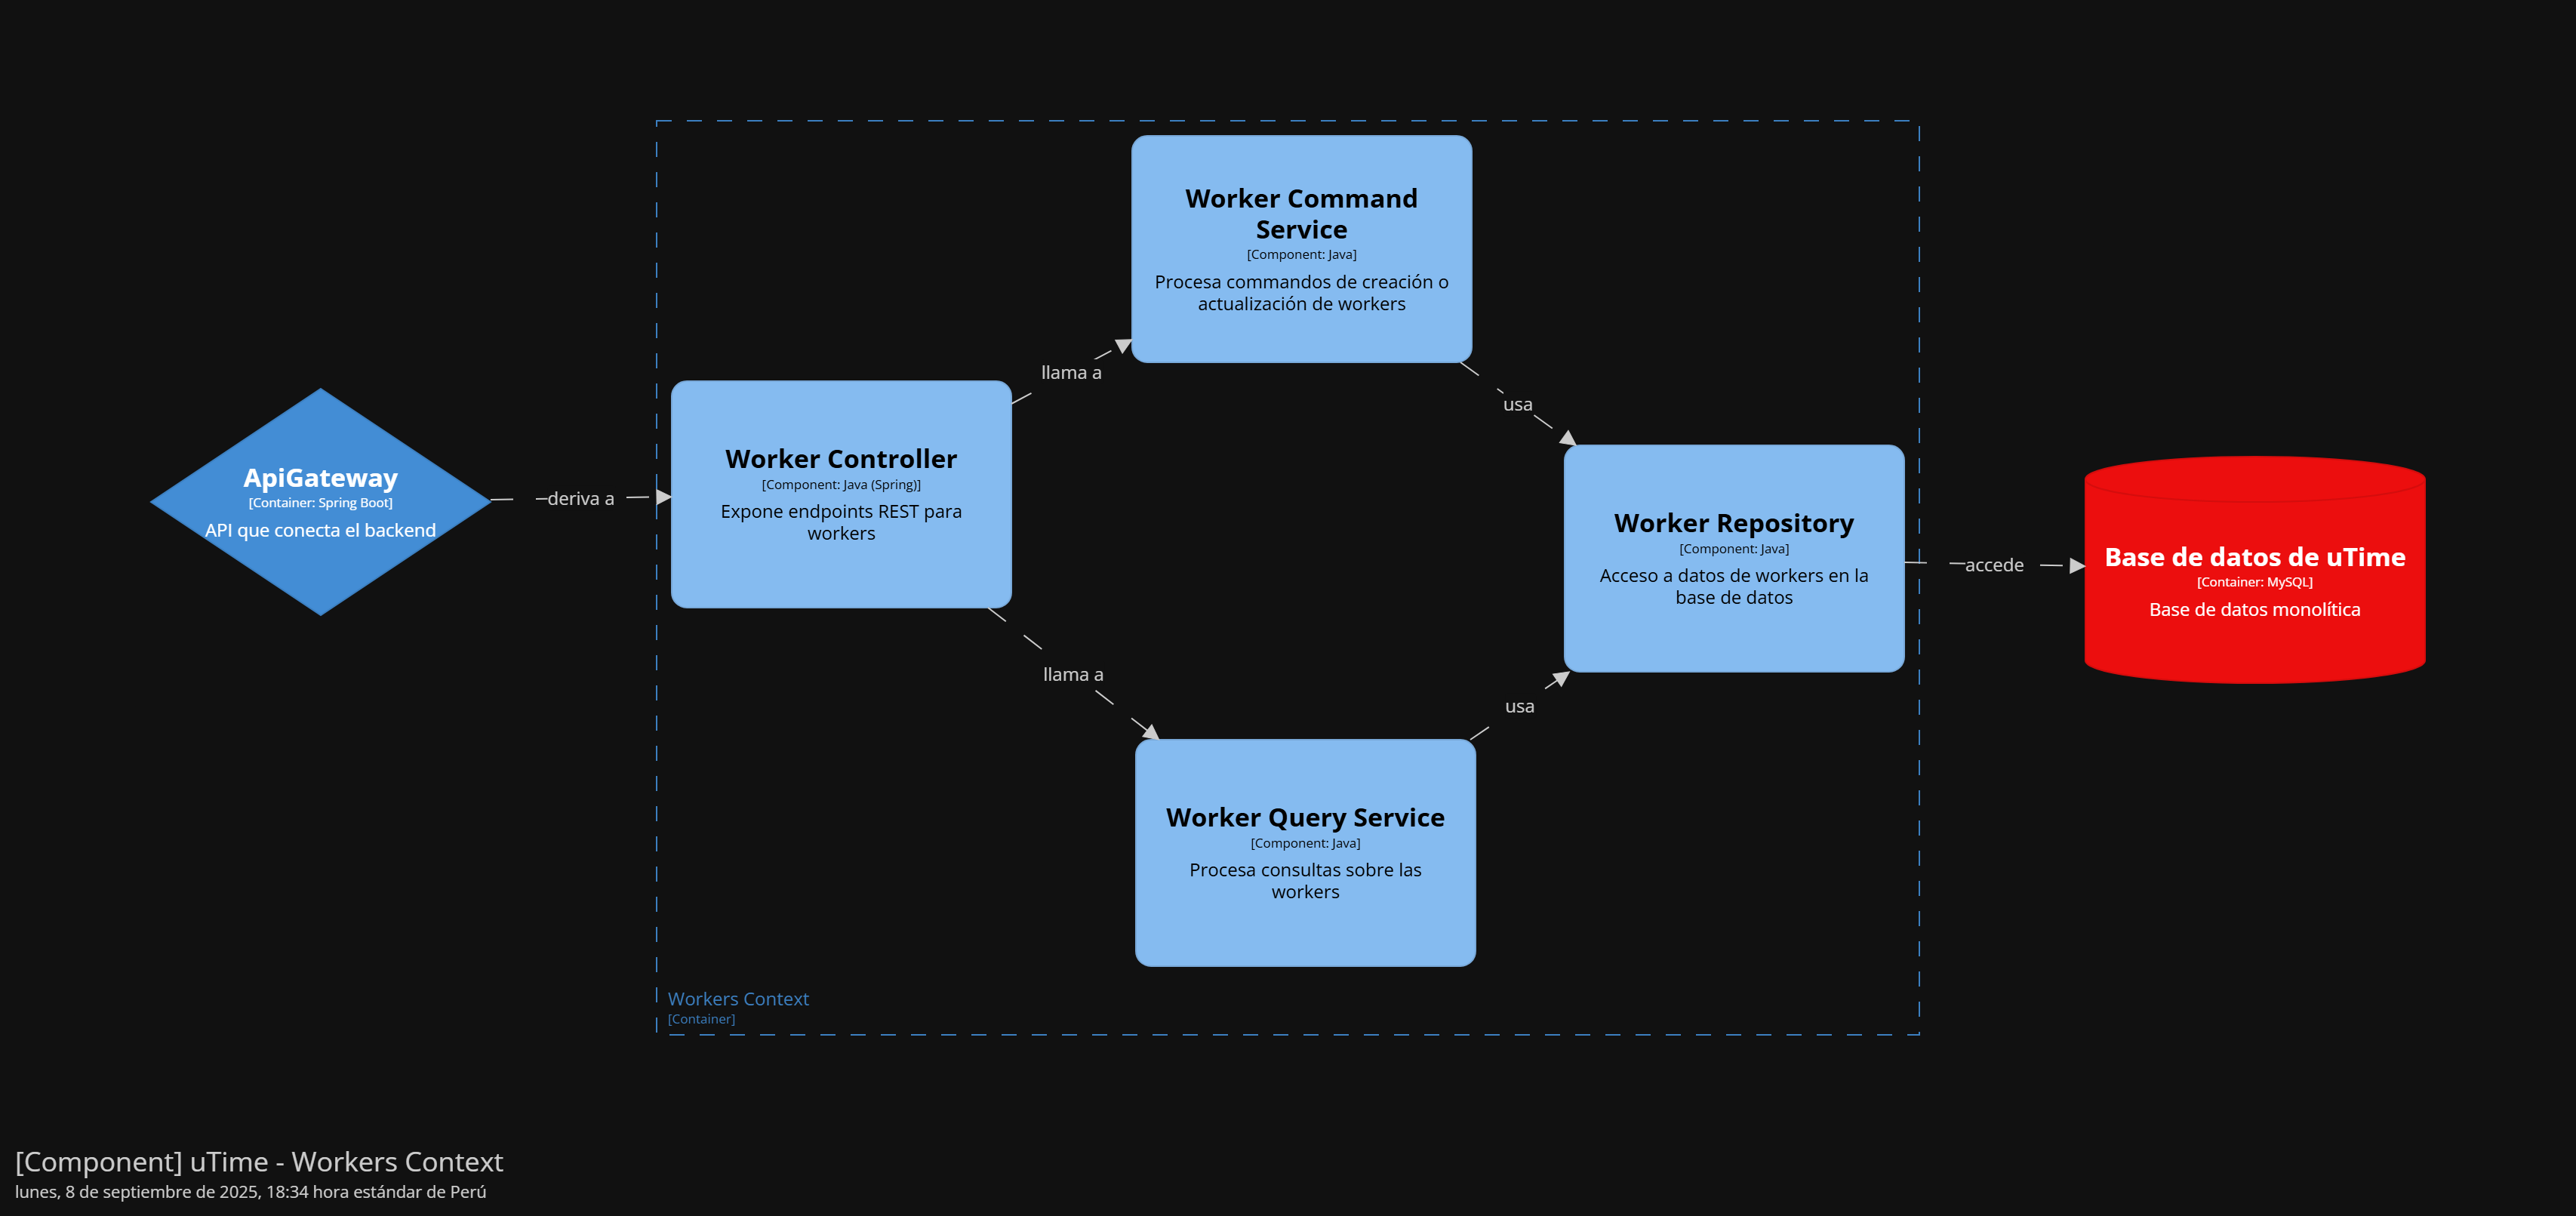 ApiGateway
[Container: Spring Boot]
API que conecta el backend
deriva a
Worker Controller
[Component: Java (Spring)]
Expone endpoints REST para
workers
llama a
Worker Command
Service
[Component: Java]
Procesa commandos de creación o
actualización de workers
usa
llama a
Worker Query Service
[Component: Java]
Procesa consultas sobre las
workers
usa
Worker Repository
[Component: Java]
Acceso a datos de workers en la
base de datos
accede
Base de datos de uTime
[Container: MySQL]
Base de datos monolítica
Workers Context
[Container]
[Component] uTime - Workers Context
lunes, 8 de septiembre de 2025, 18:34 hora estándar de Perú